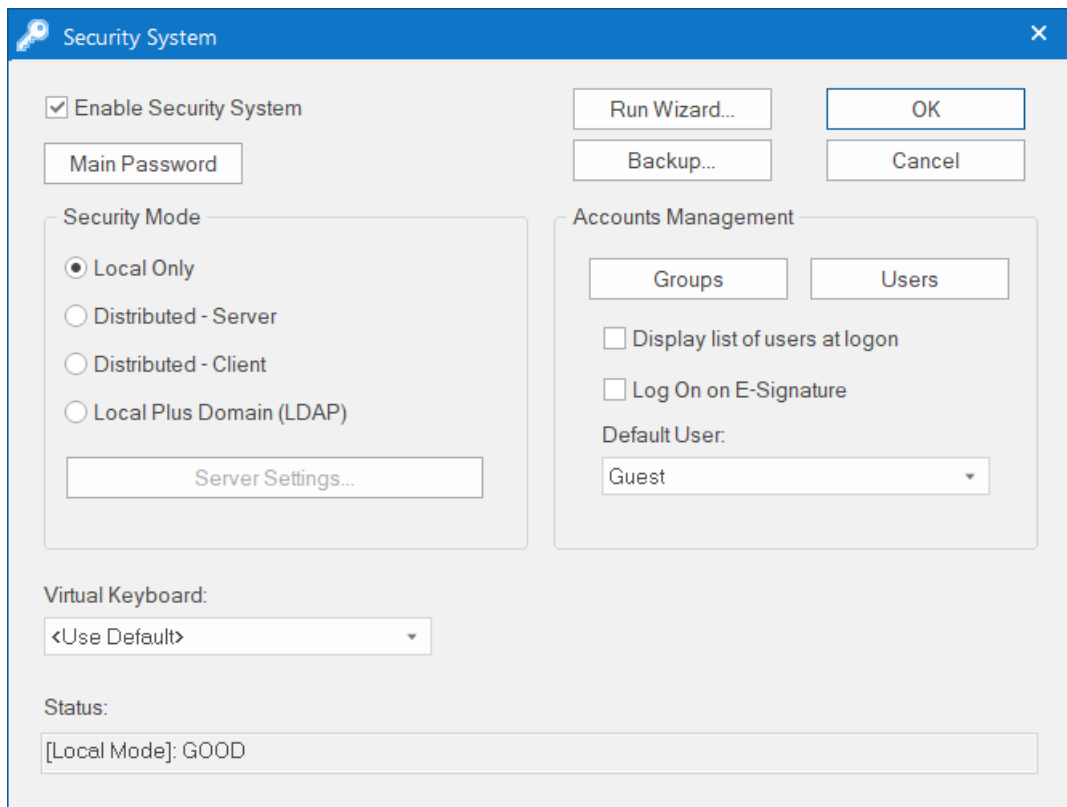 Security System
Enable Security System
Run Wizard...
OK
Main Password
Backup...
Cancel
Security Mode
Local Only
Distributed - Server
Distributed - Client
Local Plus Domain (LDAP)
Server Settings...
Accounts Management
Groups
Users
Display list of users at logon
Log On on E-Signature
Default User:
Guest
Virtual Keyboard:
<Use Default>
Status:
[Local Mode]: GOOD